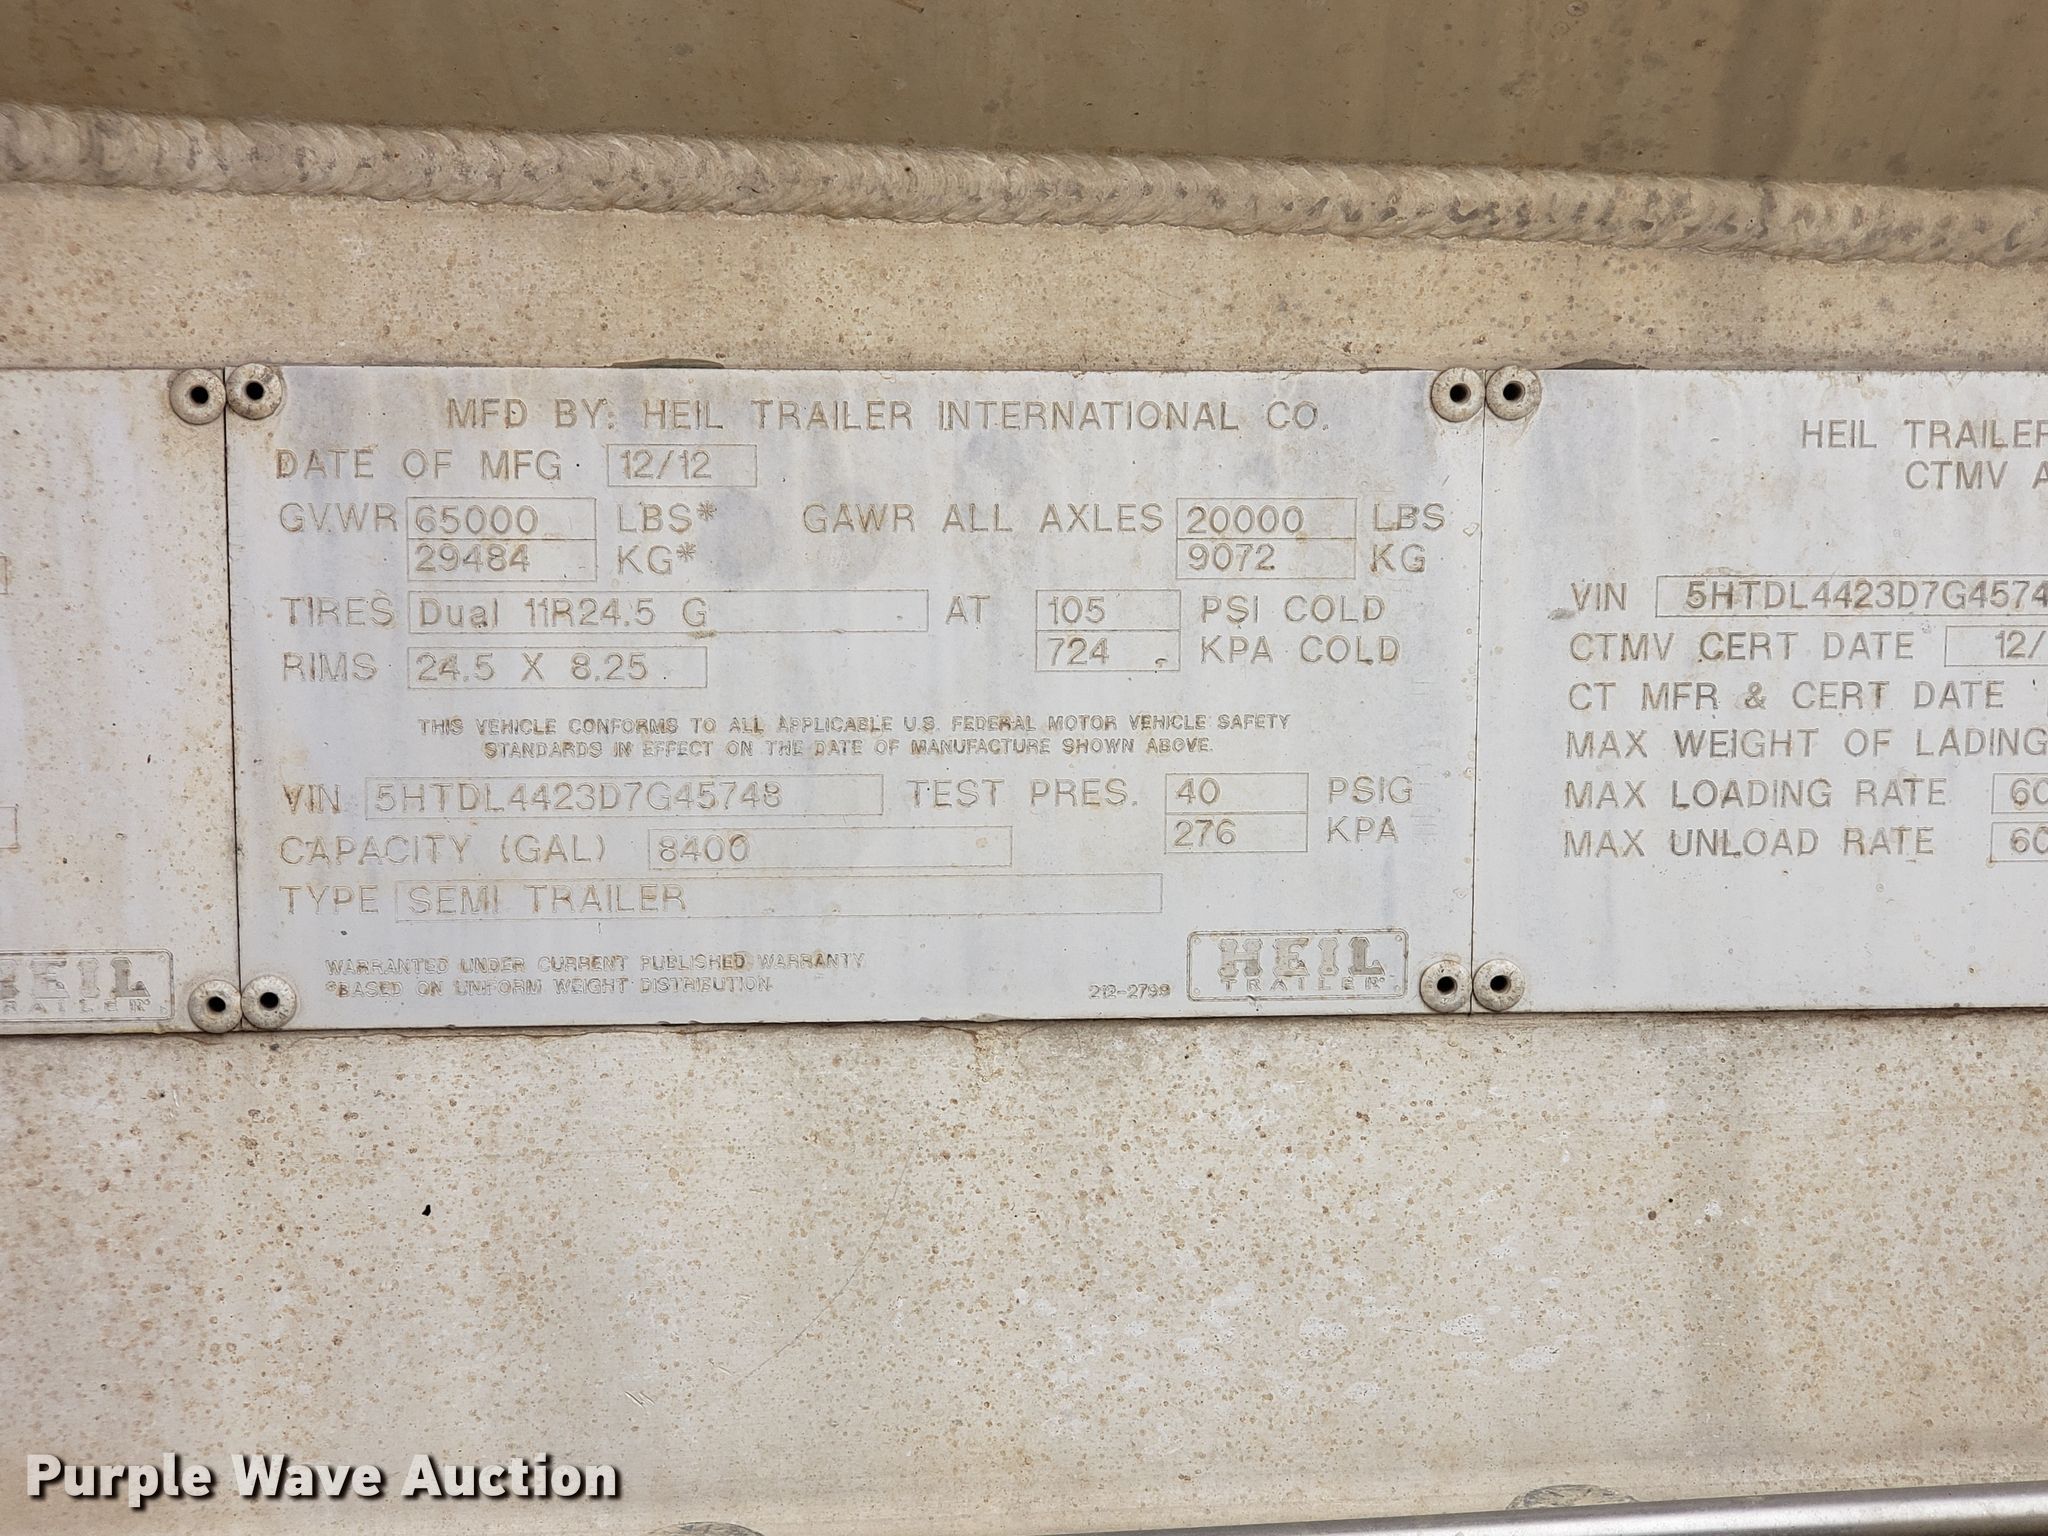 MFD BY: HEIL TRAILER INTERNATIONAL CO.
DATE OF MFG 12/12
GVWR 65000 LBS* GAWR ALL AXLES 20000 LBS
29484 KG* 9072 KG
TIRES Dual 11R24.5 G AT 105 PSI COLD
724 KPA COLD
RIMS 24.5 X 8.25
THIS VEHICLE CONFORMS TO ALL APPLICABLE U.S. FEDERAL MOTOR VEHICLE SAFETY
STANDARDS IN EFFECT ON THE DATE OF MANUFACTURE SHOWN ABOVE.
VIN 5HTDL4423D7G45748 TEST PRES. 40 PSIG
276 KPA
CAPACITY (GAL) 8400
TYPE SEMI TRAILER
WARRANTED UNDER CURRENT PUBLISHED WARRANTY
*BASED ON UNIFORM WEIGHT DISTRIBUTION
212-2799
HEIL
TRAILER
HEIL
TRAILER
HEIL TRAILER
CTMV A
VIN 5HTDL4423D7G4574
CTMV CERT DATE 12/
CT MFR & CERT DATE
MAX WEIGHT OF LADING
MAX LOADING RATE 60
MAX UNLOAD RATE 60
Purple Wave Auction